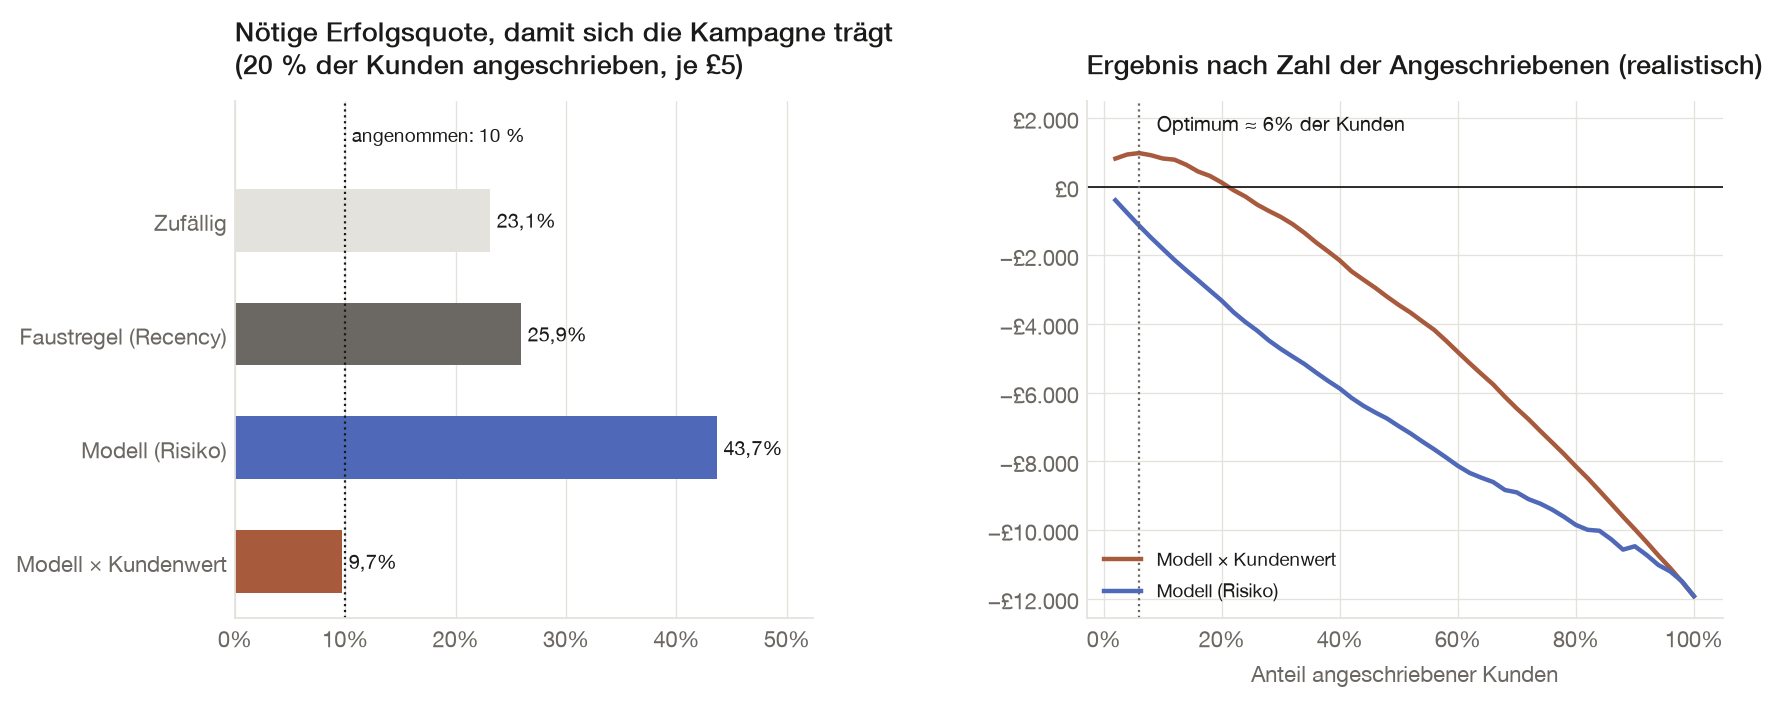 Nötige Erfolgsquote, damit sich die Kampagne trägt
(20 % der Kunden angeschrieben, je £5)
angenommen: 10 %
Zufällig
23,1%
Faustregel (Recency)
25,9%
Modell (Risiko)
43,7%
Modell × Kundenwert
9,7%
0%
10%
20%
30%
40%
50%
Ergebnis nach Zahl der Angeschriebenen (realistisch)
Optimum ≈ 6% der Kunden
£2.000
£0
−£2.000
−£4.000
−£6.000
−£8.000
−£10.000
−£12.000
Modell × Kundenwert
Modell (Risiko)
0%
20%
40%
60%
80%
100%
Anteil angeschriebener Kunden